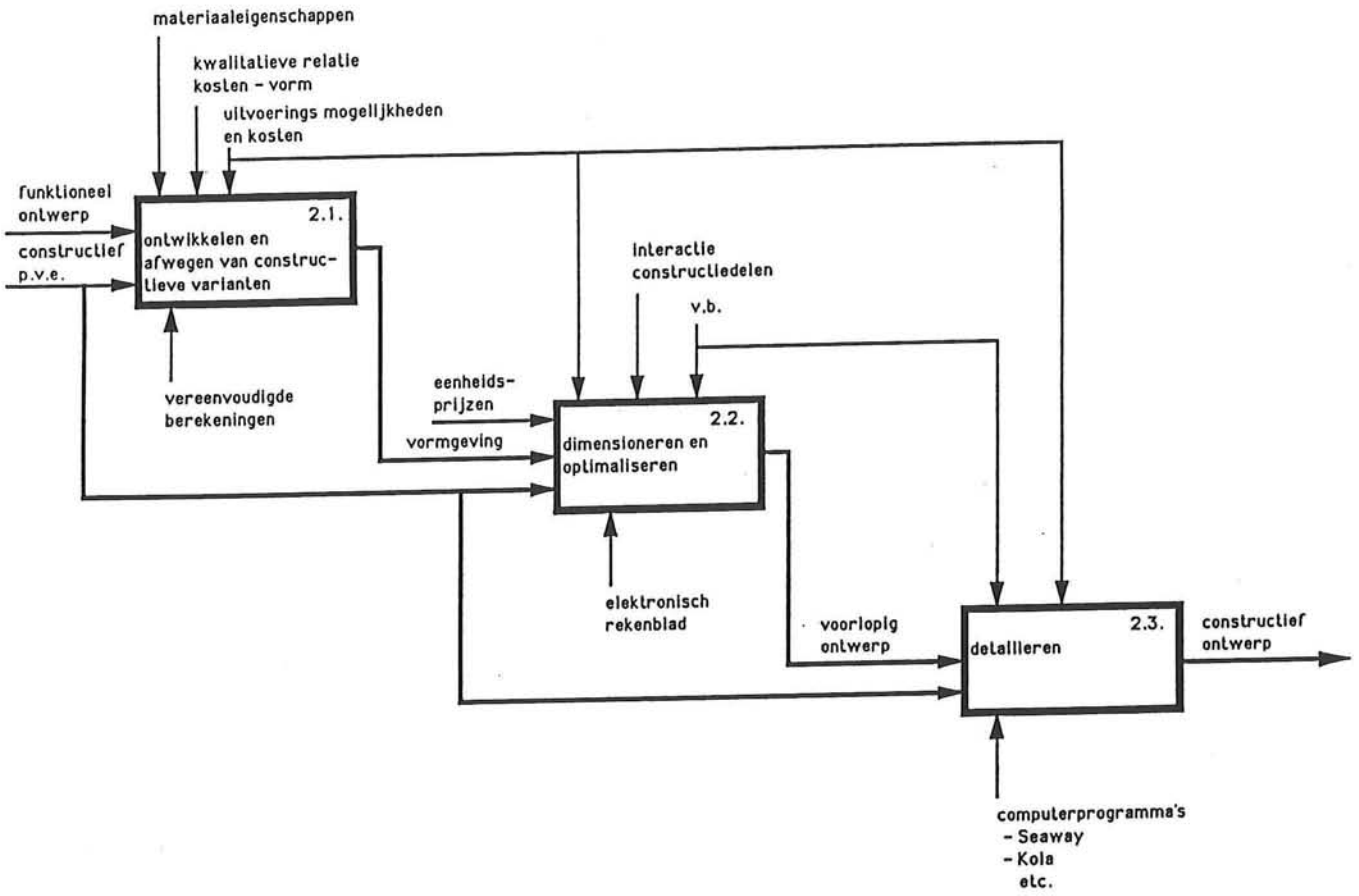 materiaaleigenschappen
kwalitatieve relatie
kosten - vorm
uitvoerings mogelijkheden
en kosten
funktioneel
ontwerp
constructief
p.v.e.
2.1.
ontwikkelen en
afwegen van construc-
tieve varianten
vereenvoudigde
berekeningen
interactie
constructiedelen
v.b.
eenheids-
prijzen
vormgeving
2.2.
dimensioneren en
optimaliseren
elektronisch
rekenblad
voorlopig
ontwerp
2.3.
detailleren
constructief
ontwerp
computerprogramma's
- Seaway
- Kola
etc.